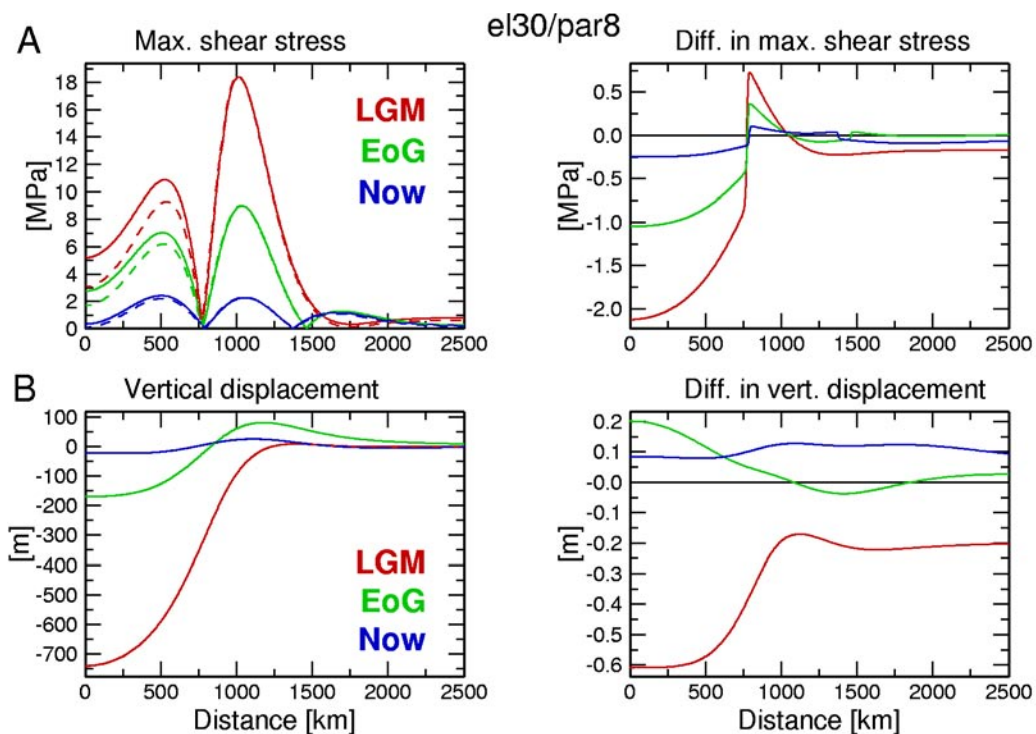 el30/par8
A
Max. shear stress
Diff. in max. shear stress
18
16
14
12
10
8
6
4
2
0
[MPa]
LGM
EoG
Now
0 500 1000 1500 2000 2500
0.5
0.0
-0.5
-1.0
-1.5
-2.0
[MPa]
0 500 1000 1500 2000 2500
B
Vertical displacement
Diff. in vert. displacement
100
0
-100
-200
-300
-400
-500
-600
-700
[m]
LGM
EoG
Now
0 500 1000 1500 2000 2500
Distance [km]
0.2
0.1
-0.0
-0.1
-0.2
-0.3
-0.4
-0.5
-0.6
[m]
0 500 1000 1500 2000 2500
Distance [km]